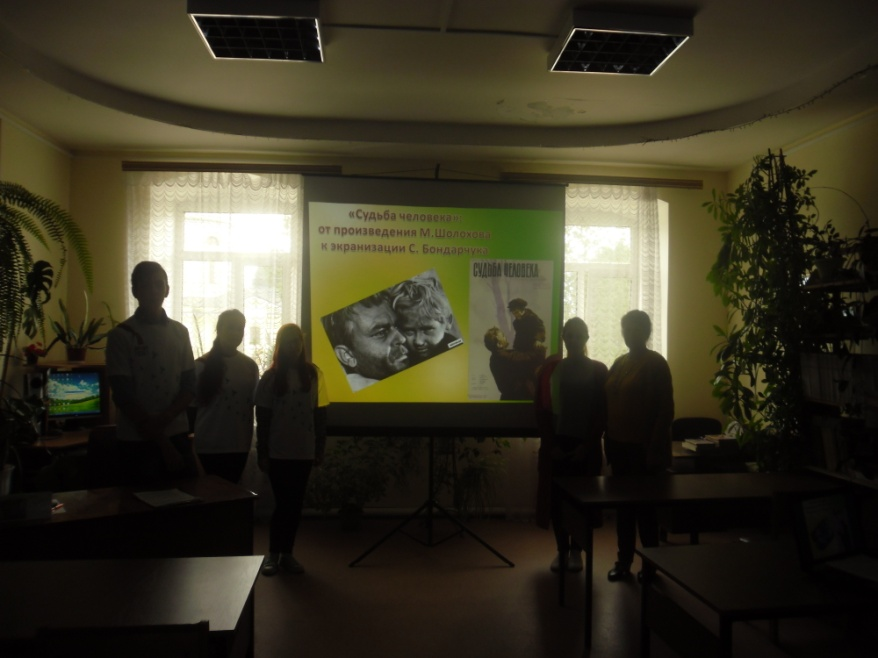 «Судьба человека»:
от произведения М.Шолохова
к экранизации С. Бондарчука
СУДЬБА ЧЕЛОВЕКА